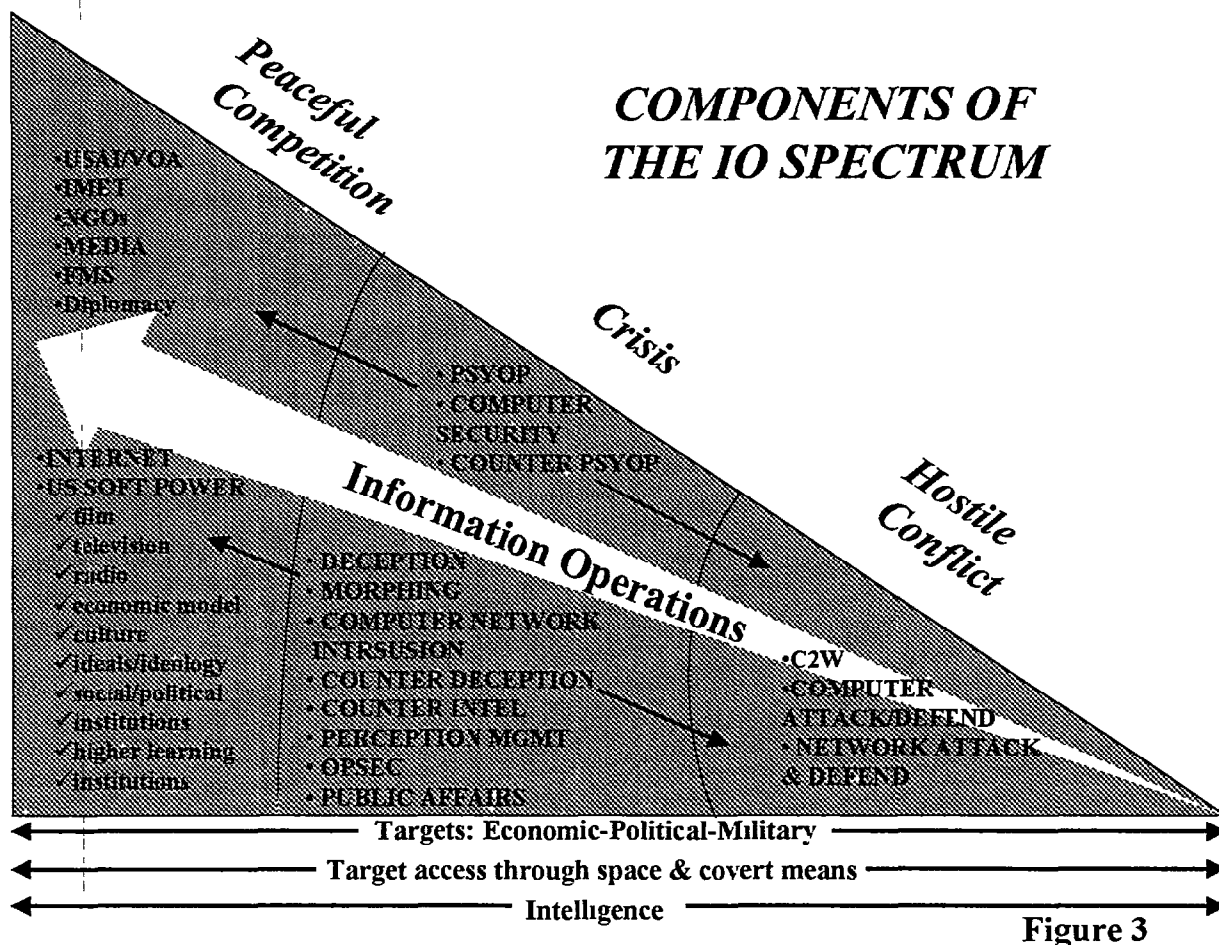 COMPONENTS OF
THE IO SPECTRUM
Peaceful
Competition
•USAI/VOA
•IMET
•NGOs
•MEDIA
•FMS
•Diplomacy
Crisis
• PSYOP
• COMPUTER
SECURITY
• COUNTER PSYOP
Hostile
Conflict
Information Operations
•INTERNET
•US SOFT POWER
✓film
✓television
✓radio
✓economic model
✓culture
✓ideals/ideology
✓social/political
✓institutions
✓higher learning
✓institutions
• DECEPTION
• MORPHING
• COMPUTER NETWORK
INTRSUSION
• COUNTER DECEPTION
• COUNTER INTEL
• PERCEPTION MGMT
• OPSEC
• PUBLIC AFFAIRS
•C2W
•COMPUTER
ATTACK/DEFEND
• NETWORK ATTACK
& DEFEND
Targets: Economic-Political-Military
Target access through space & covert means
Intelligence
Figure 3